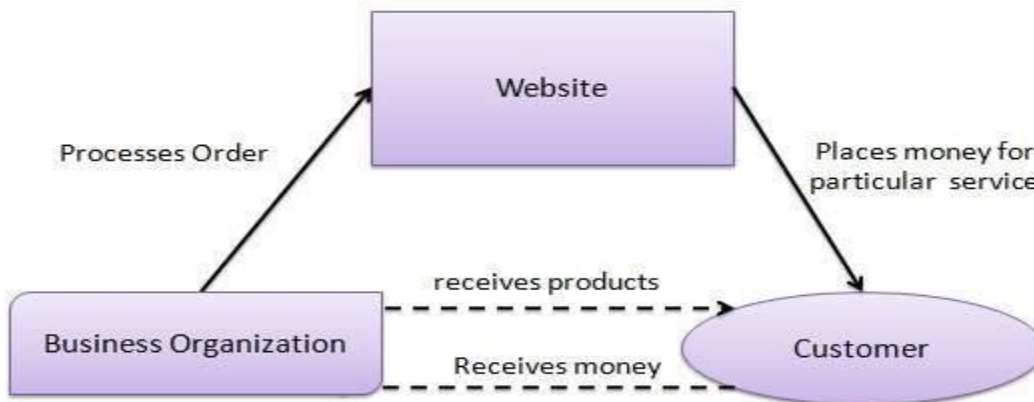 Website
Processes Order
Places money for
particular service
receives products
Business Organization
Customer
Receives money